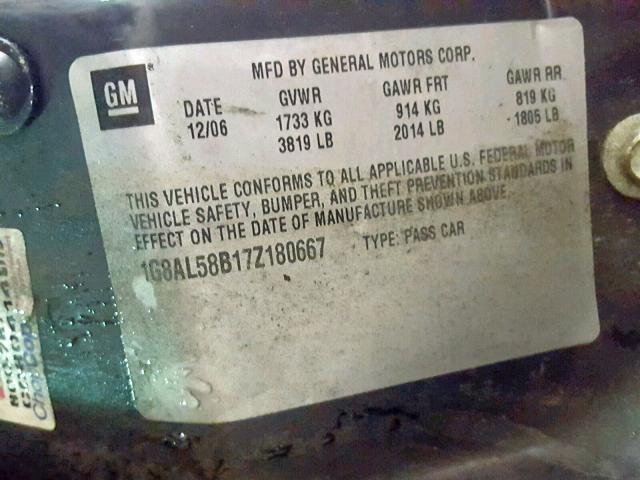 GM
MFD BY GENERAL MOTORS CORP.
DATE GVWR GAWR FRT GAWR RR
12/06 1733 KG 914 KG 819 KG
3819 LB 2014 LB 1805 LB
THIS VEHICLE CONFORMS TO ALL APPLICABLE U.S. FEDERAL MOTOR
VEHICLE SAFETY, BUMPER, AND THEFT PREVENTION STANDARDS IN
EFFECT ON THE DATE OF MANUFACTURE SHOWN ABOVE.
1G8AL58B17Z180667 TYPE: PASS CAR